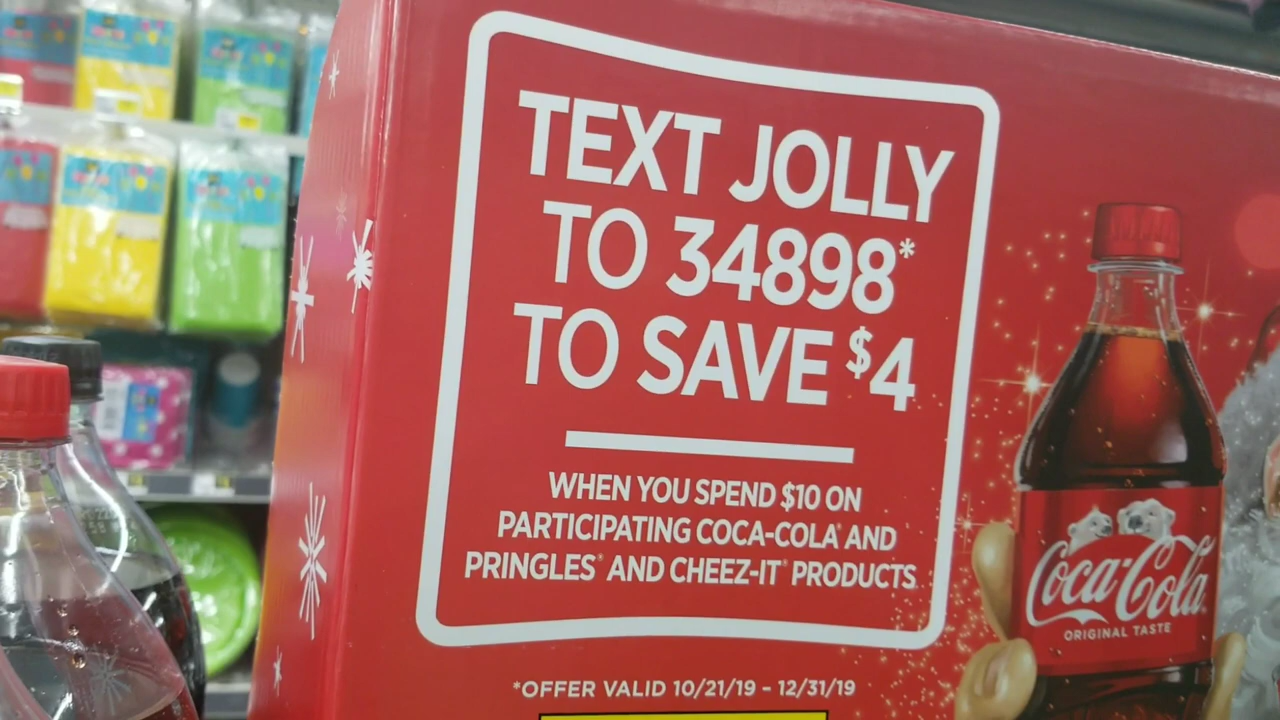 TEXT JOLLY
TO 34898*
TO SAVE $4
WHEN YOU SPEND $10 ON
PARTICIPATING COCA-COLA® AND
PRINGLES® AND CHEEZ-IT® PRODUCTS
*OFFER VALID 10/21/19 - 12/31/19
Coca-Cola
ORIGINAL TASTE